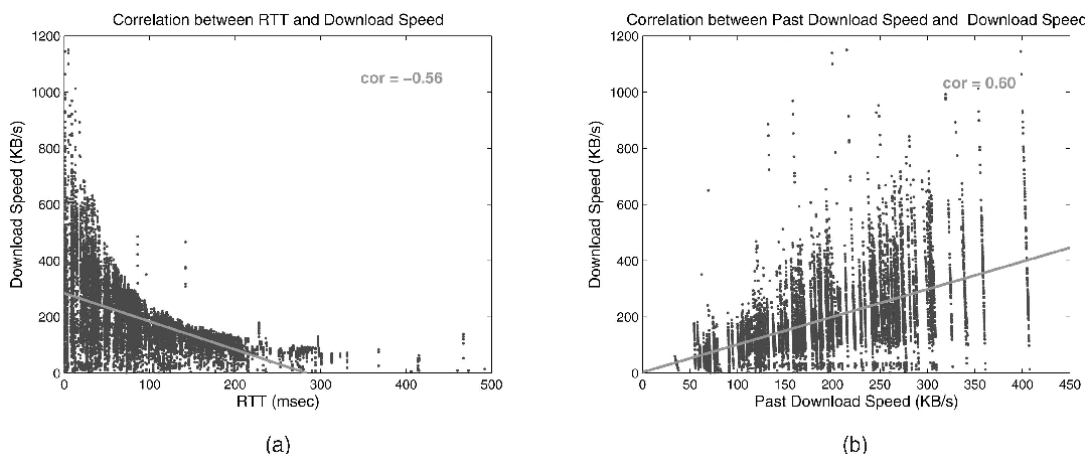 Correlation between RTT and Download Speed
1200
1000
800
600
400
200
0
Download Speed (KB/s)
cor = −0.56
0 100 200 300 400 500
RTT (msec)
(a)
Correlation between Past Download Speed and Download Speed
1200
1000
800
600
400
200
0
Download Speed (KB/s)
cor = 0.60
0 50 100 150 200 250 300 350 400 450
Past Download Speed (KB/s)
(b)